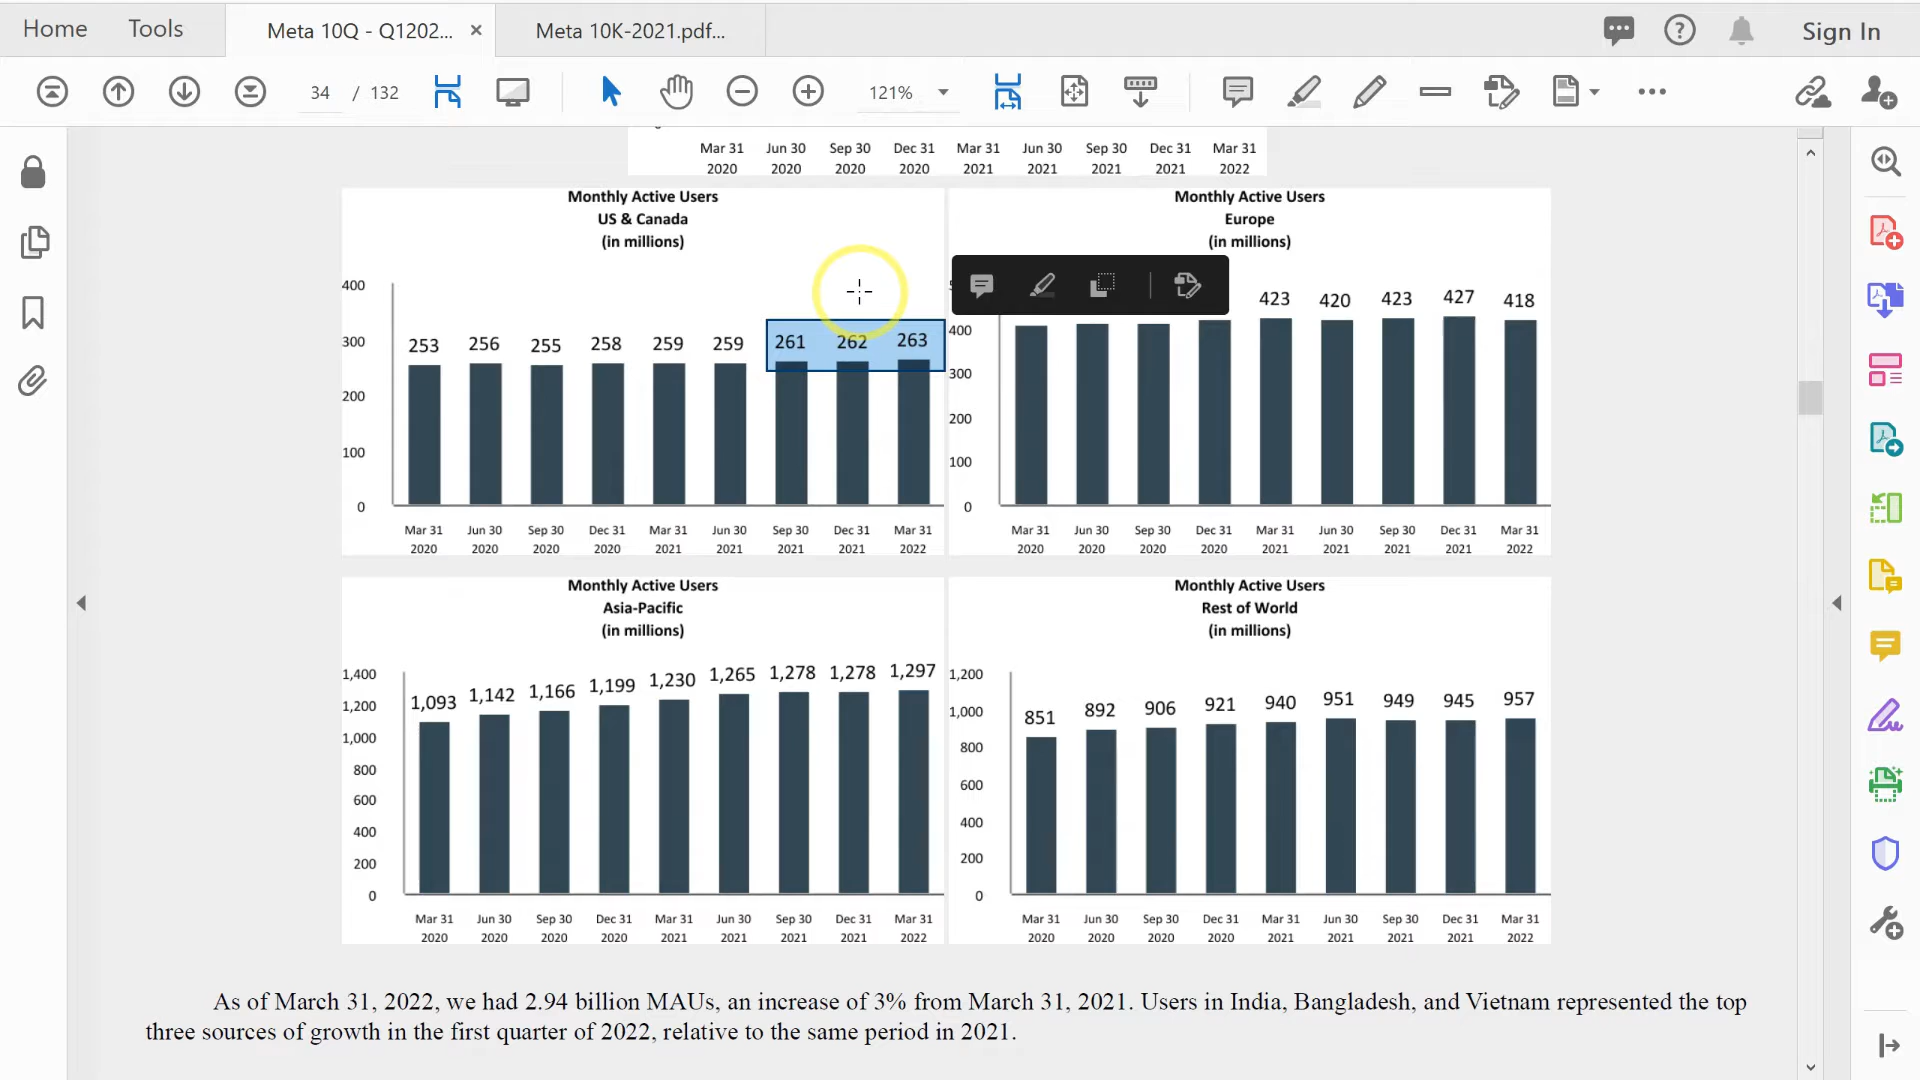 Home Tools Meta 10Q - Q1202... Meta 10K-2021.pdf... Sign In
34 / 132 121%
Mar 31 Jun 30 Sep 30 Dec 31 Mar 31 Jun 30 Sep 30 Dec 31 Mar 31
2020 2020 2020 2020 2021 2021 2021 2021 2022
Monthly Active Users
US & Canada
(in millions)
400
300
200
100
0
253 256 255 258 259 259 261 262 263
Mar 31 Jun 30 Sep 30 Dec 31 Mar 31 Jun 30 Sep 30 Dec 31 Mar 31
2020 2020 2020 2020 2021 2021 2021 2021 2022
Monthly Active Users
Europe
(in millions)
400
300
200
100
0
423 420 423 427 418
Mar 31 Jun 30 Sep 30 Dec 31 Mar 31 Jun 30 Sep 30 Dec 31 Mar 31
2020 2020 2020 2020 2021 2021 2021 2021 2022
Monthly Active Users
Asia-Pacific
(in millions)
1,400
1,200
1,000
800
600
400
200
0
1,093 1,142 1,166 1,199 1,230 1,265 1,278 1,278 1,297
Mar 31 Jun 30 Sep 30 Dec 31 Mar 31 Jun 30 Sep 30 Dec 31 Mar 31
2020 2020 2020 2020 2021 2021 2021 2021 2022
Monthly Active Users
Rest of World
(in millions)
1,200
1,000
800
600
400
200
0
851 892 906 921 940 951 949 945 957
Mar 31 Jun 30 Sep 30 Dec 31 Mar 31 Jun 30 Sep 30 Dec 31 Mar 31
2020 2020 2020 2020 2021 2021 2021 2021 2022
As of March 31, 2022, we had 2.94 billion MAUs, an increase of 3% from March 31, 2021. Users in India, Bangladesh, and Vietnam represented the top
three sources of growth in the first quarter of 2022, relative to the same period in 2021.